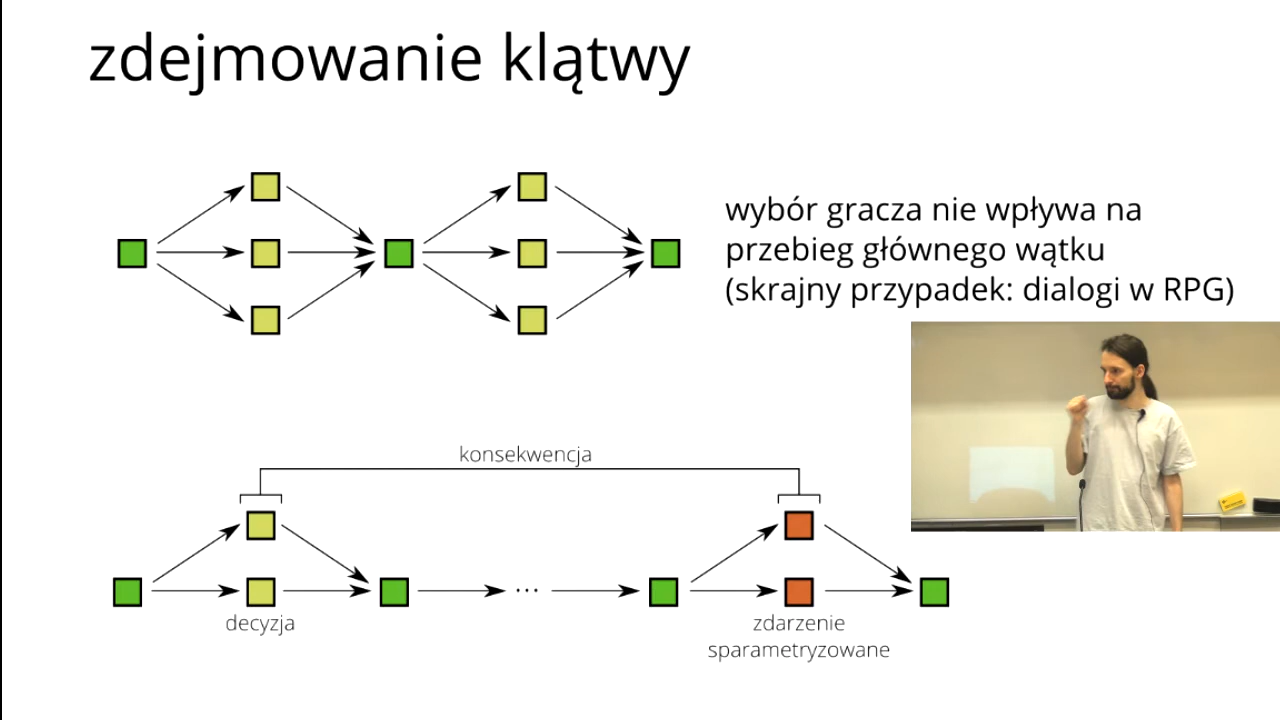 zdejmowanie klątwy
wybór gracza nie wpływa na
przebieg głównego wątku
(skrajny przypadek: dialogi w RPG)
konsekwencja
...
decyzja
zdarzenie
sparametryzowane